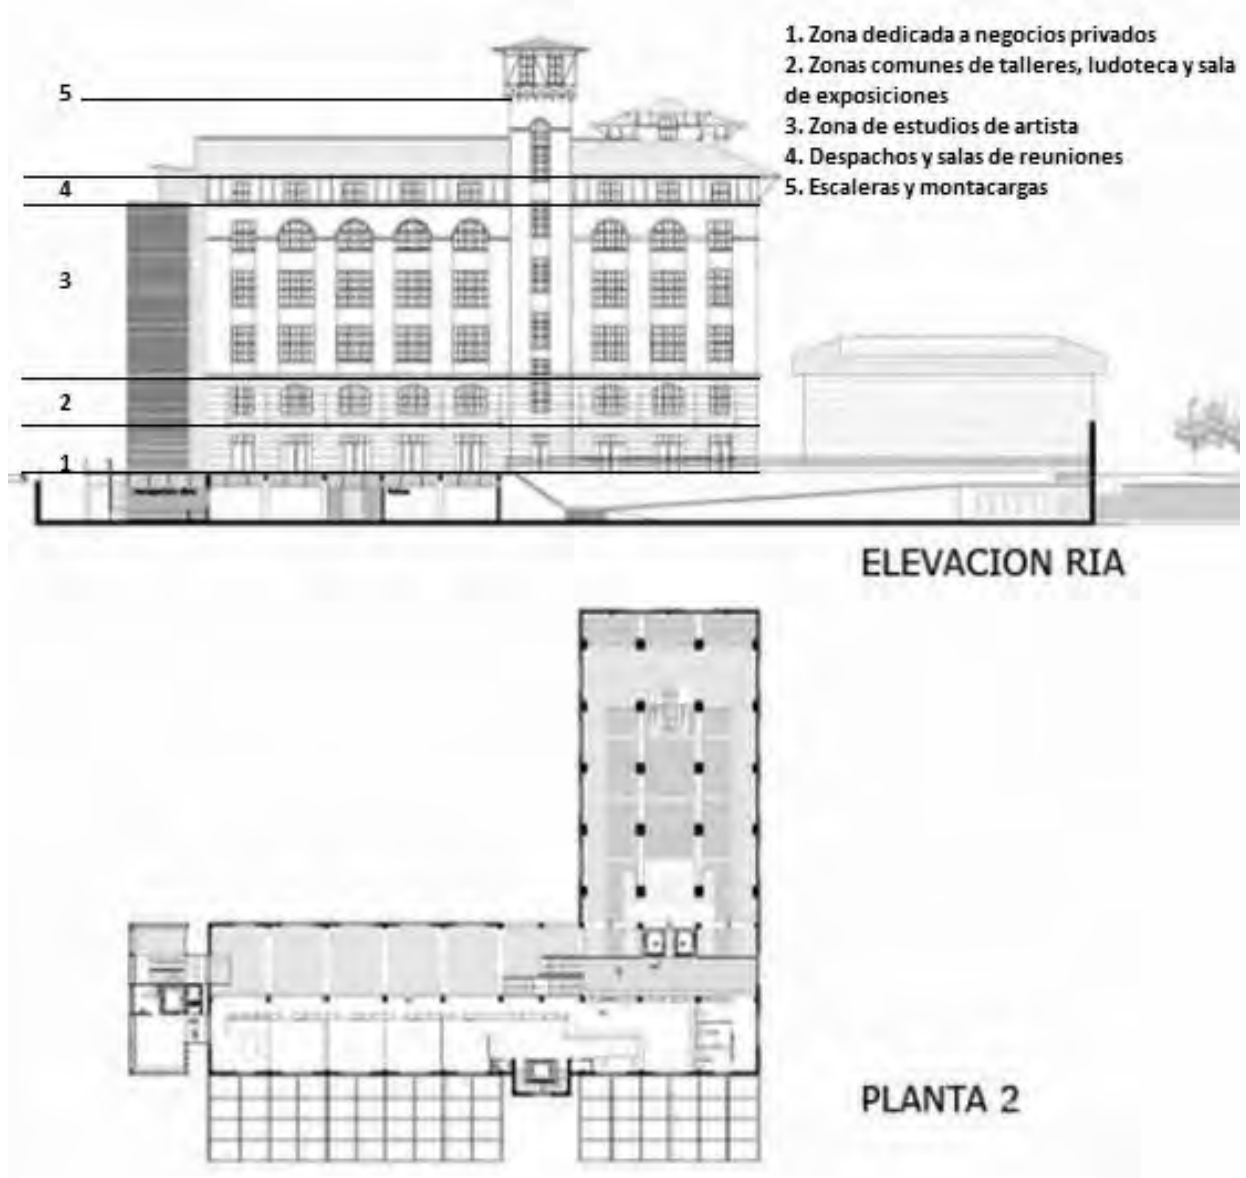 1. Zona dedicada a negocios privados
2. Zonas comunes de talleres, ludoteca y sala
de exposiciones
3. Zona de estudios de artista
4. Despachos y salas de reuniones
5. Escaleras y montacargas
5
4
3
2
1
ELEVACION RIA
PLANTA 2